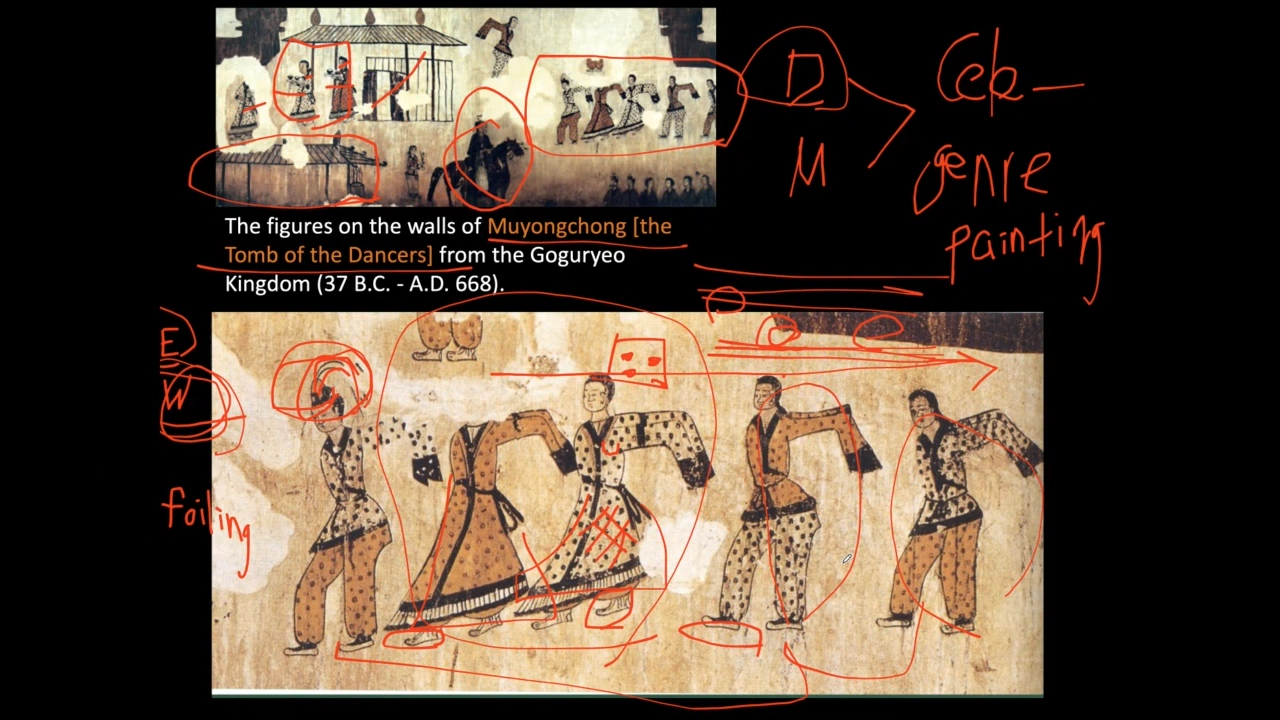 D
Cele-
M
genre
painting
The figures on the walls of Muyongchong [the
Tomb of the Dancers] from the Goguryeo
Kingdom (37 B.C. - A.D. 668).
E)
W
foiling